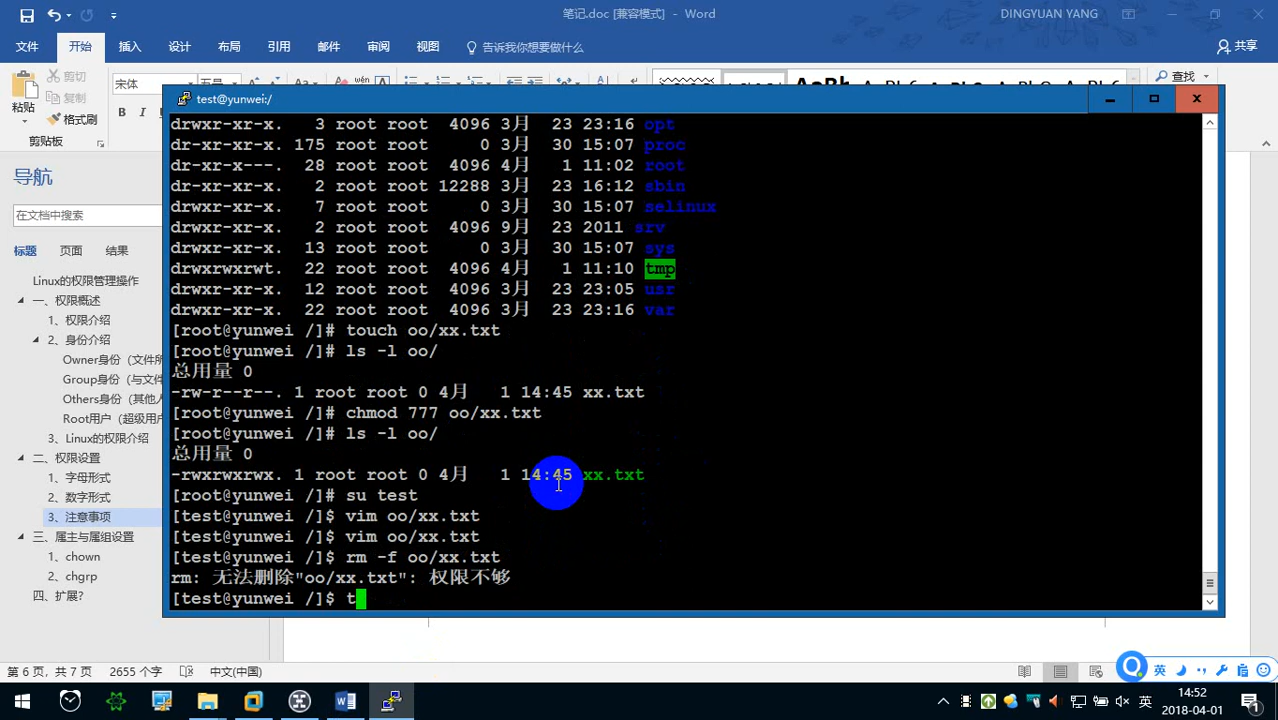 笔记.doc [兼容模式] - Word
DINGYUAN YANG
文件 开始 插入 设计 布局 引用 邮件 审阅 视图 告诉我你想要做什么 共享
剪切
复制
格式刷
粘贴
剪贴板
宋体 五号
B I
查找
导航
在文档中搜索
标题 页面 结果
Linux的权限管理操作
一、权限概述
1、权限介绍
2、身份介绍
Owner身份（文件所
Group身份（与文件
Others身份（其他人
Root用户（超级用户
3、Linux的权限介绍
二、权限设置
1、字母形式
2、数字形式
3、注意事项
三、属主与属组设置
1、chown
2、chgrp
四、扩展?
test@yunwei:/
drwxr-xr-x. 3 root root 4096 3月 23 23:16 opt
dr-xr-xr-x. 175 root root 0 3月 30 15:07 proc
dr-xr-x---. 28 root root 4096 4月 1 11:02 root
dr-xr-xr-x. 2 root root 12288 3月 23 16:12 sbin
drwxr-xr-x. 7 root root 0 3月 30 15:07 selinux
drwxr-xr-x. 2 root root 4096 9月 23 2011 srv
drwxr-xr-x. 13 root root 0 3月 30 15:07 sys
drwxrwxrwt. 22 root root 4096 4月 1 11:10 tmp
drwxr-xr-x. 12 root root 4096 3月 23 23:05 usr
drwxr-xr-x. 22 root root 4096 3月 23 23:16 var
[root@yunwei /]# touch oo/xx.txt
[root@yunwei /]# ls -l oo/
总用量 0
-rw-r--r--. 1 root root 0 4月 1 14:45 xx.txt
[root@yunwei /]# chmod 777 oo/xx.txt
[root@yunwei /]# ls -l oo/
总用量 0
-rwxrwxrwx. 1 root root 0 4月 1 14:45 xx.txt
[root@yunwei /]# su test
[test@yunwei /]$ vim oo/xx.txt
[test@yunwei /]$ vim oo/xx.txt
[test@yunwei /]$ rm -f oo/xx.txt
rm: 无法删除"oo/xx.txt": 权限不够
[test@yunwei /]$ t
第 6 页，共 7 页 2655 个字 中文(中国)
英
英
14:52
2018-04-01
1